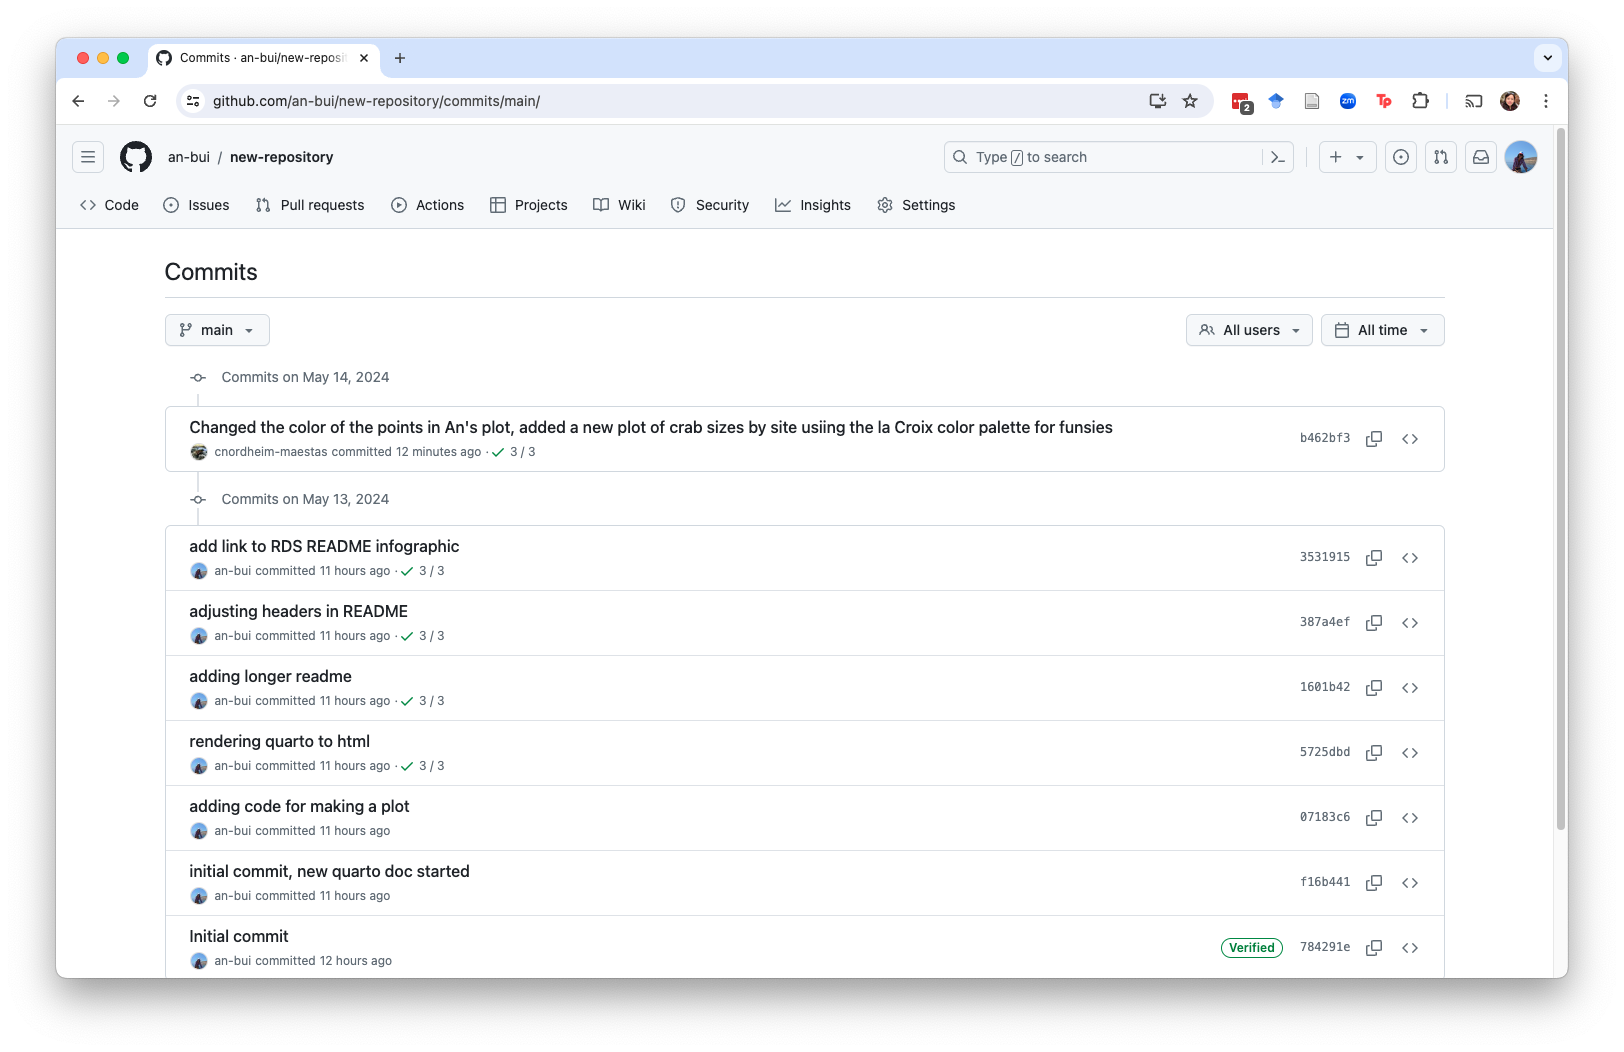 Commits · an-bui/new-reposit
github.com/an-bui/new-repository/commits/main/
2
zm
Tp
an-bui / new-repository
Type / to search
Code Issues Pull requests Actions Projects Wiki Security Insights Settings
Commits
main All users All time
Commits on May 14, 2024
Changed the color of the points in An's plot, added a new plot of crab sizes by site usiing the la Croix color palette for funsies
b462bf3
cnordheim-maestas committed 12 minutes ago · 3 / 3
Commits on May 13, 2024
add link to RDS README infographic
3531915
an-bui committed 11 hours ago · 3 / 3
adjusting headers in README
387a4ef
an-bui committed 11 hours ago · 3 / 3
adding longer readme
1601b42
an-bui committed 11 hours ago · 3 / 3
rendering quarto to html
5725dbd
an-bui committed 11 hours ago · 3 / 3
adding code for making a plot
07183c6
an-bui committed 11 hours ago
initial commit, new quarto doc started
f16b441
an-bui committed 11 hours ago
Initial commit
Verified 784291e
an-bui committed 12 hours ago